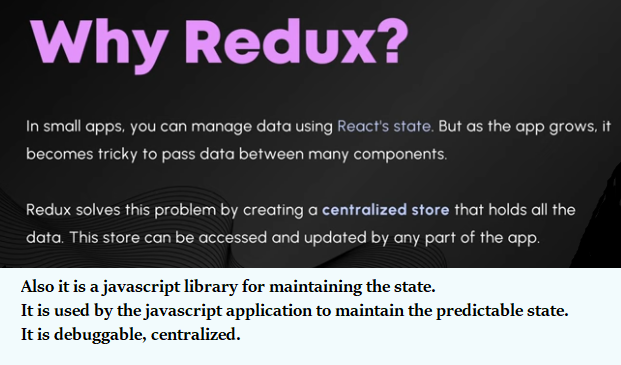 Why Redux?
In small apps, you can manage data using React's state. But as the app grows, it
becomes tricky to pass data between many components.
Redux solves this problem by creating a centralized store that holds all the
data. This store can be accessed and updated by any part of the app.
Also it is a javascript library for maintaining the state.
It is used by the javascript application to maintain the predictable state.
It is debuggable, centralized.